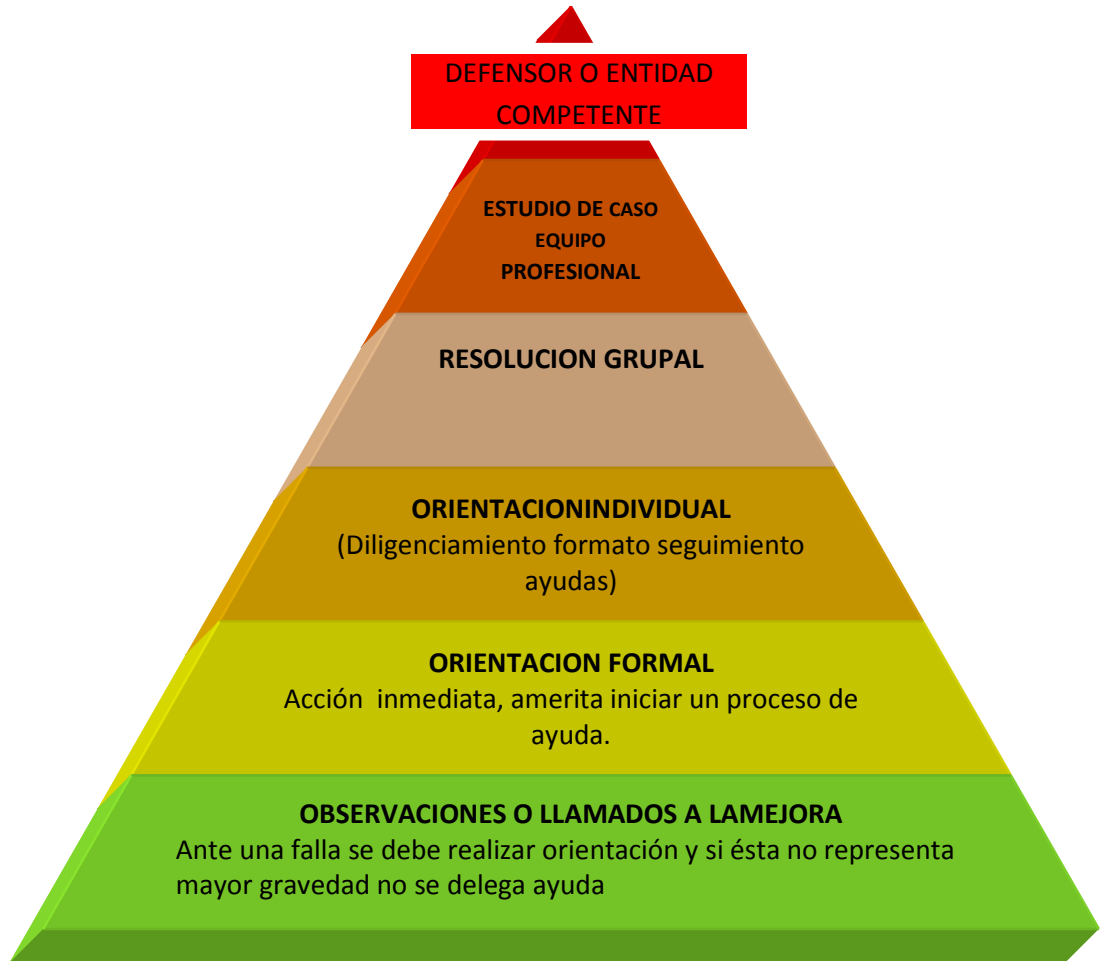 DEFENSOR O ENTIDAD
COMPETENTE
ESTUDIO DE CASO
EQUIPO
PROFESIONAL
RESOLUCION GRUPAL
ORIENTACIONINDIVIDUAL
(Diligenciamiento formato seguimiento
ayudas)
ORIENTACION FORMAL
Acción inmediata, amerita iniciar un proceso de
ayuda.
OBSERVACIONES O LLAMADOS A LAMEJORA
Ante una falla se debe realizar orientación y si ésta no representa
mayor gravedad no se delega ayuda